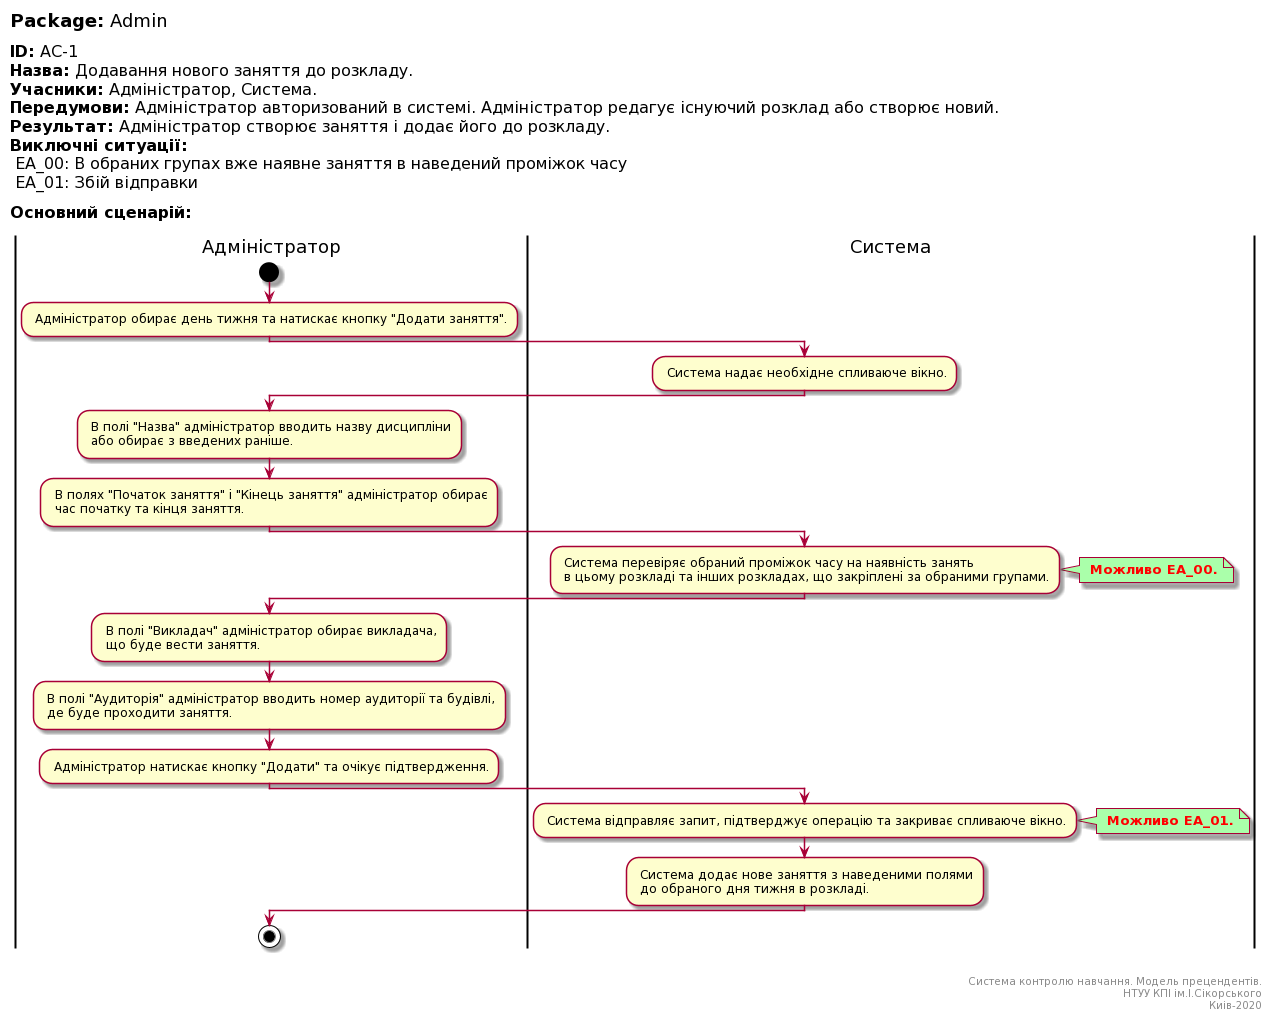 Package: Admin
ID: AC-1
Назва: Додавання нового заняття до розкладу.
Учасники: Адміністратор, Система.
Передумови: Адміністратор авторизований в системі. Адміністратор редагує існуючий розклад або створює новий.
Результат: Адміністратор створює заняття і додає його до розкладу.
Виключні ситуації:
EA_00: В обраних групах вже наявне заняття в наведений проміжок часу
EA_01: Збій відправки
Основний сценарій:
Адміністратор
Система
Адміністратор обирає день тижня та натискає кнопку "Додати заняття".
Система надає необхідне спливаюче вікно.
В полі "Назва" адміністратор вводить назву дисципліни
або обирає з введених раніше.
В полях "Початок заняття" і "Кінець заняття" адміністратор обирає
час початку та кінця заняття.
Система перевіряє обраний проміжок часу на наявність занять
в цьому розкладі та інших розкладах, що закріплені за обраними групами.
Можливо EA_00.
В полі "Викладач" адміністратор обирає викладача,
що буде вести заняття.
В полі "Аудиторія" адміністратор вводить номер аудиторії та будівлі,
де буде проходити заняття.
Адміністратор натискає кнопку "Додати" та очікує підтвердження.
Система відправляє запит, підтверджує операцію та закриває спливаюче вікно.
Можливо EA_01.
Система додає нове заняття з наведеними полями
до обраного дня тижня в розкладі.
Система контролю навчання. Модель прецендентів.
НТУУ КПІ ім.І.Сікорського
Киів-2020